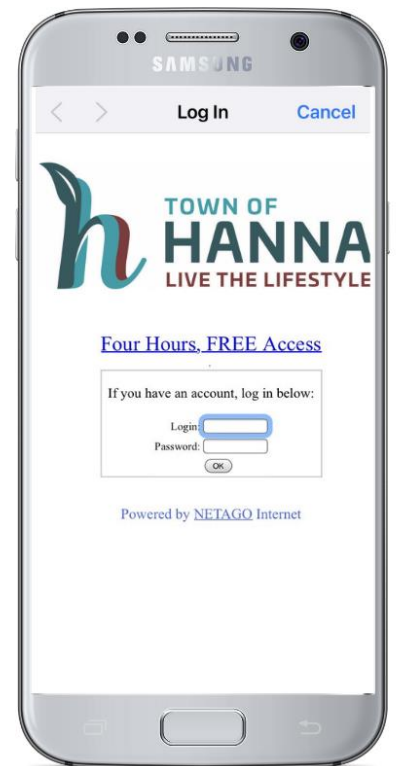 SAMSUNG
Log In
Cancel
TOWN OF
HANNA
LIVE THE LIFESTYLE
Four Hours, FREE Access
If you have an account, log in below:
Login:
Password:
OK
Powered by NETAGO Internet